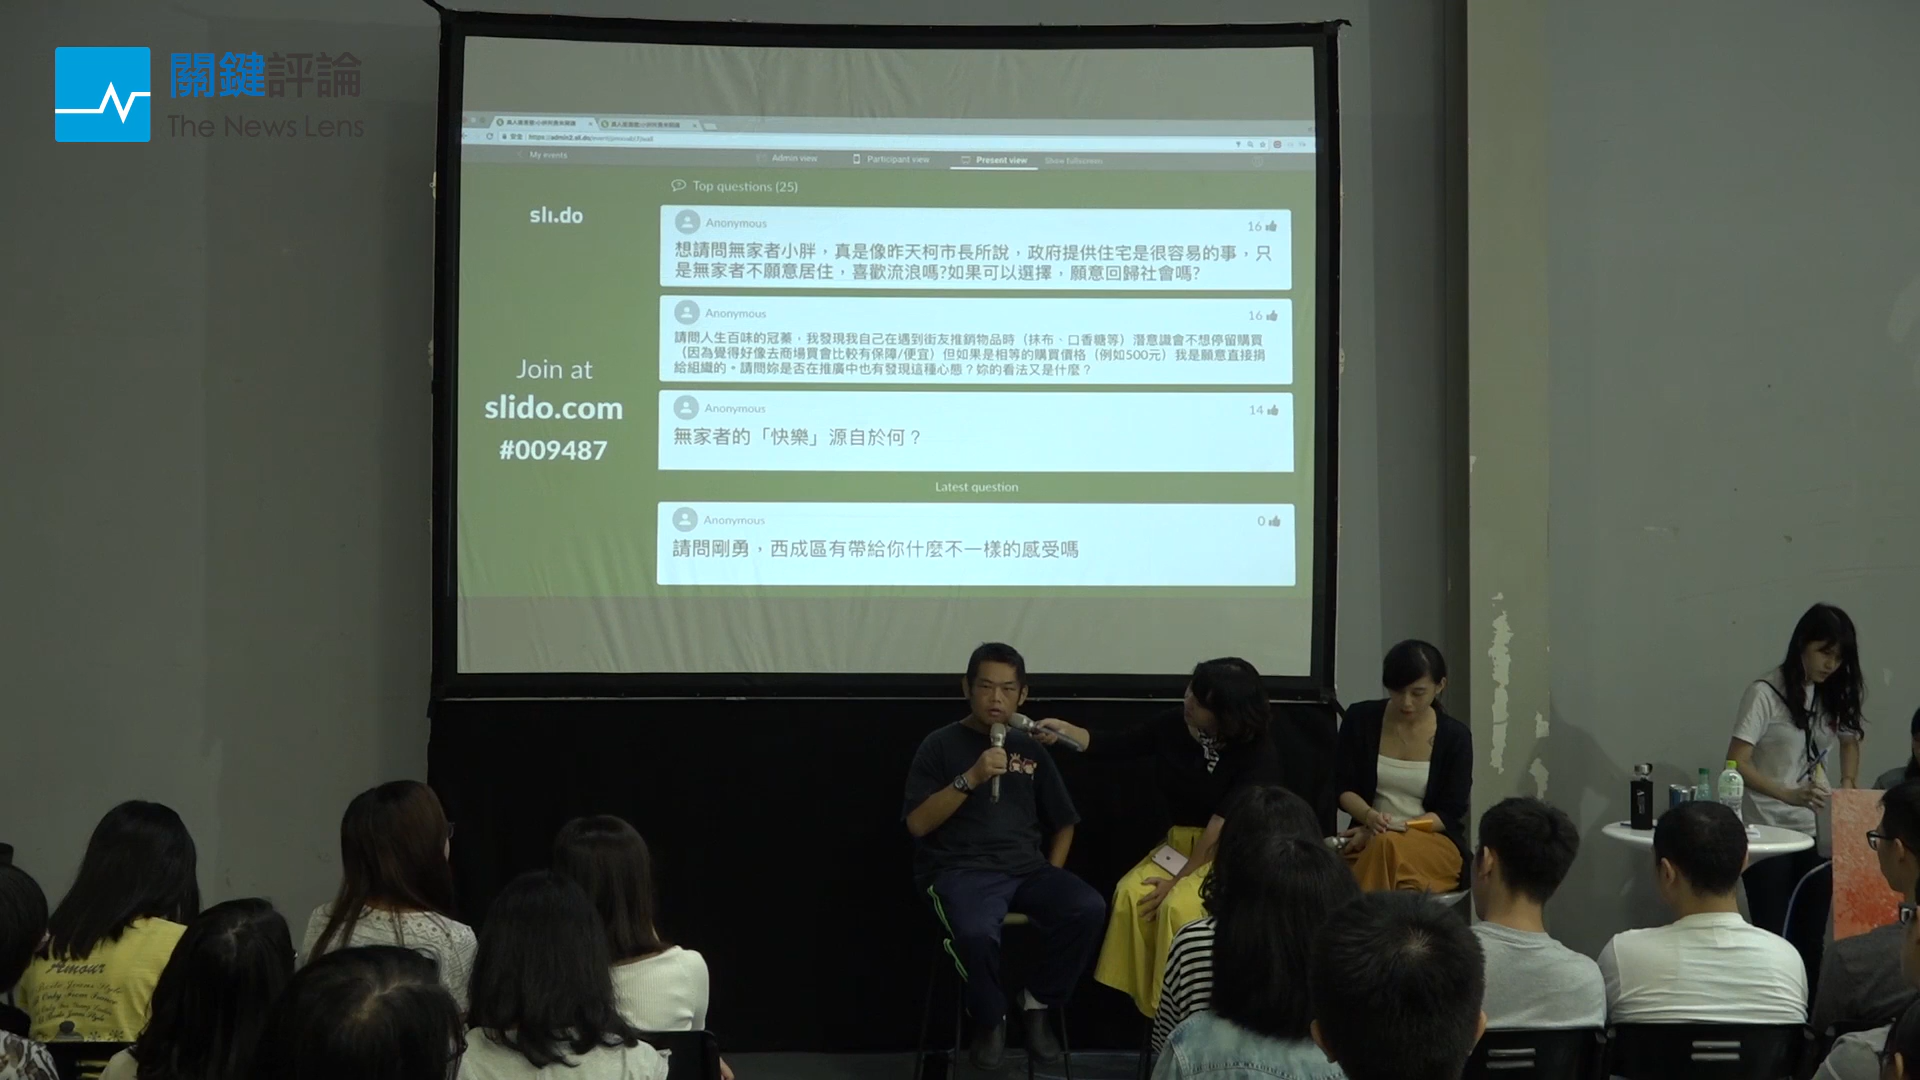 關鍵評論
The News Lens
My events
Admin view
Participant view
Present view
Show fullscreen
Top questions (25)
sli.do
Anonymous
16
想請問無家者小胖，真是像昨天柯市長所說，政府提供住宅是很容易的事，只
是無家者不願意居住，喜歡流浪嗎?如果可以選擇，願意回歸社會嗎?
Anonymous
16
請問人生百味的冠蓁，我發現我自己在遇到街友推銷物品時（抹布、口香糖等）潛意識會不想停留購買
（因為覺得好像去商場買會比較有保障/便宜）但如果是相等的購買價格（例如500元）我是願意直接捐
給組織的。請問妳是否在推廣中也有發現這種心態？妳的看法又是什麼？
Join at
slido.com
#009487
Anonymous
14
無家者的「快樂」源自於何？
Latest question
Anonymous
0
請問剛勇，西成區有帶給你什麼不一樣的感受嗎
Amour